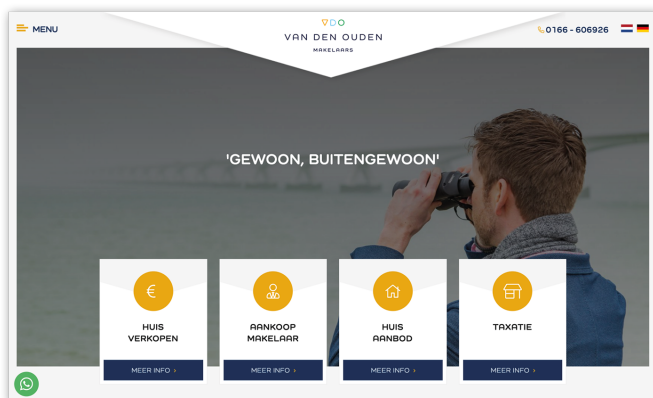 MENU
VDO
VAN DEN OUDEN
MAKELAARS
0166 - 606926
'GEWOON, BUITENGEWOON'
€
HUIS
VERKOPEN
MEER INFO ›
AANKOOP
MAKELAAR
MEER INFO ›
HUIS
AANBOD
MEER INFO ›
TAXATIE
MEER INFO ›